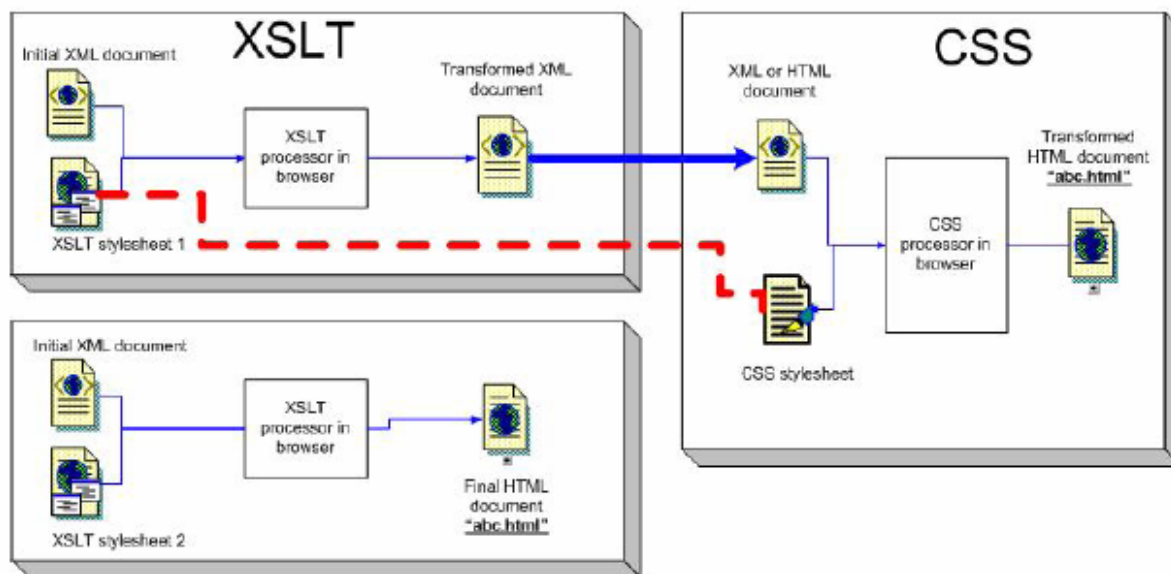 XSLT
Initial XML document
XSLT stylesheet 1
XSLT
processor in
browser
Transformed XML
document
CSS
XML or HTML
document
CSS stylesheet
CSS
processor in
browser
Transformed
HTML document
"abc.html"
Initial XML document
XSLT stylesheet 2
XSLT
processor in
browser
Final HTML
document
"abc.html"